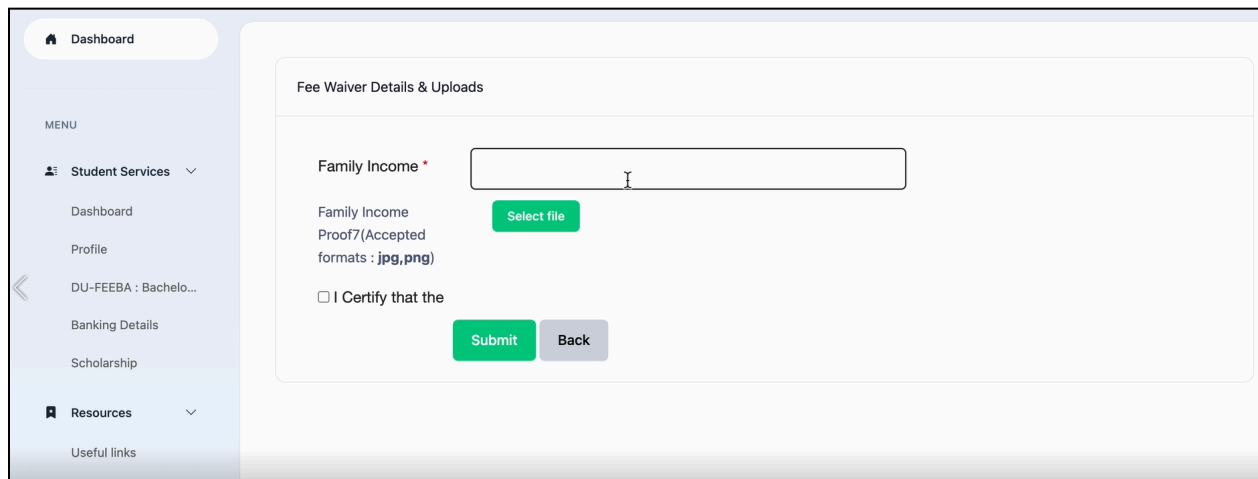 Dashboard
MENU
Student Services
Dashboard
Profile
DU-FEEBA : Bachelo...
Banking Details
Scholarship
Resources
Useful links
Fee Waiver Details & Uploads
Family Income *
Family Income
Proof7(Accepted
formats : jpg,png)
Select file
I Certify that the
Submit
Back